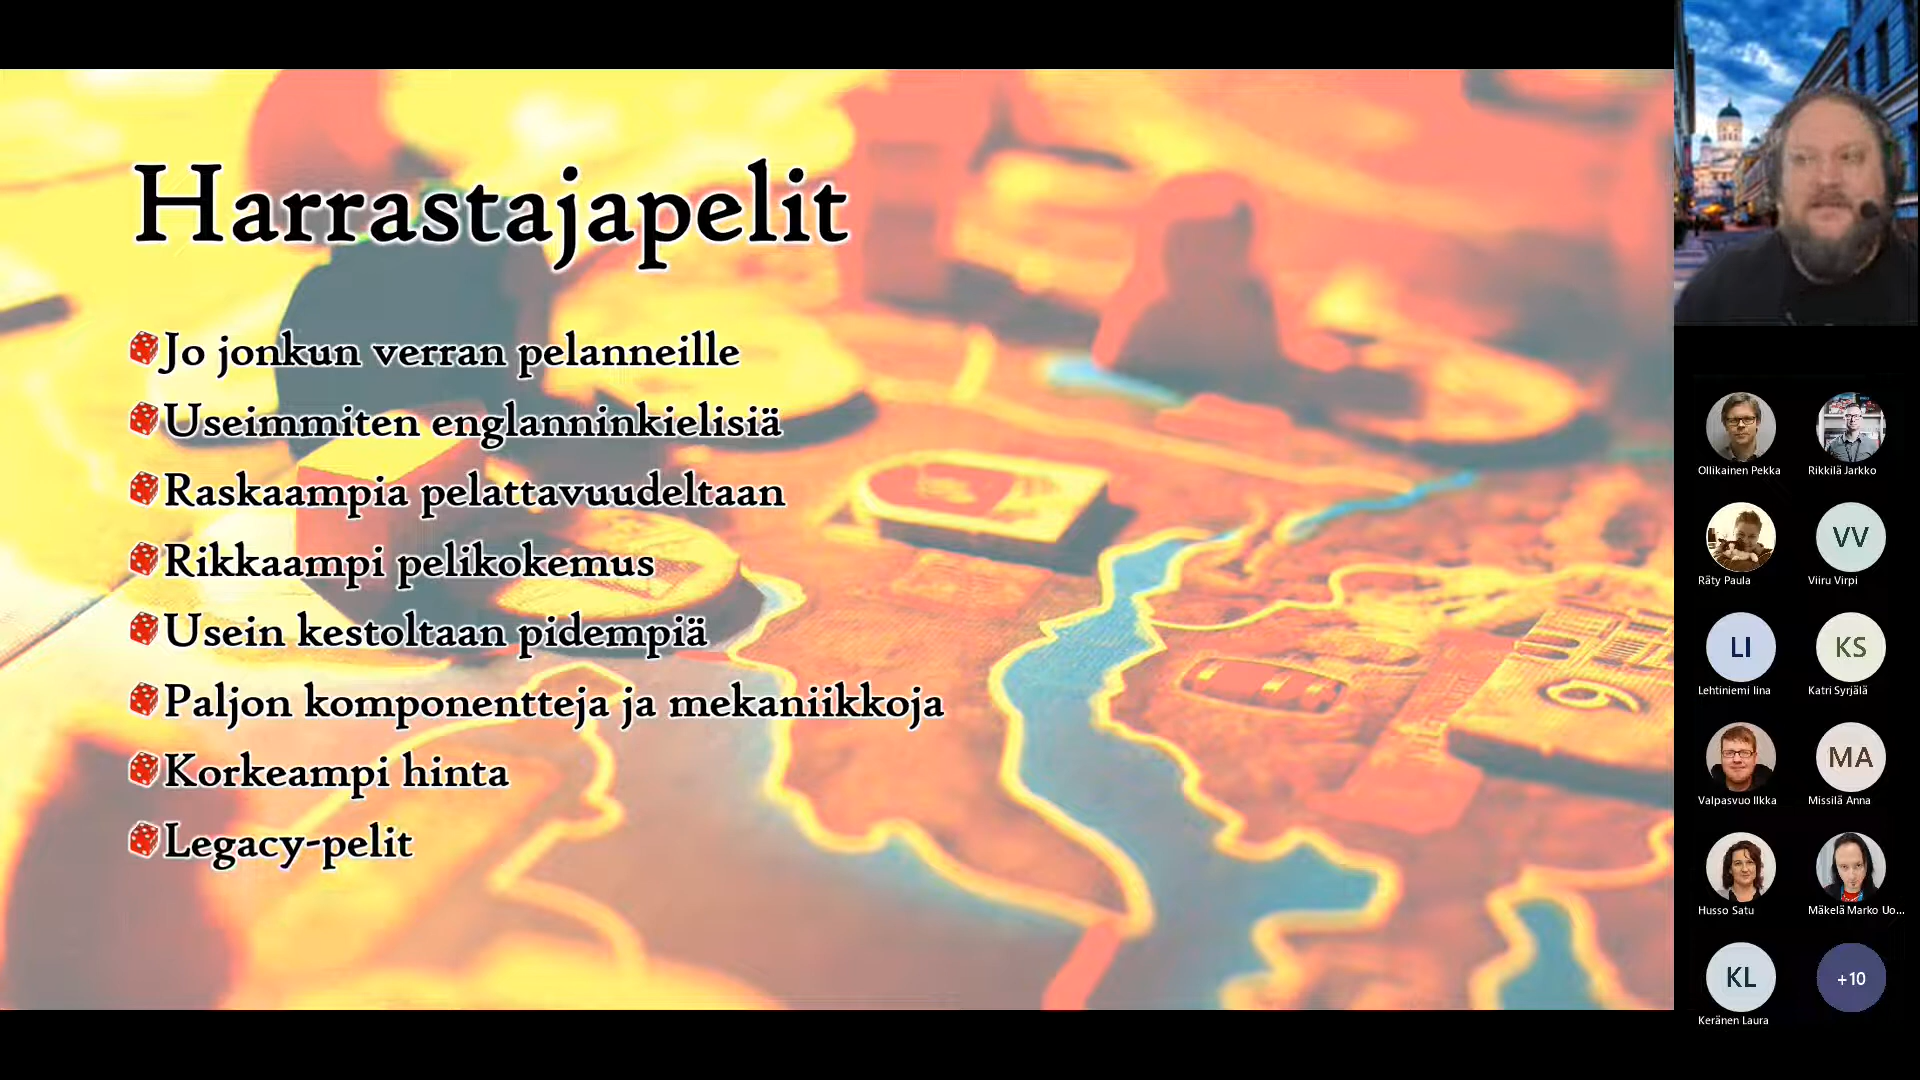 Harrastajapelit
Jo jonkun verran pelanneille
Useimmiten englanninkielisiä
Raskaampia pelattavuudeltaan
Rikkaampi pelikokemus
Usein kestoltaan pidempiä
Paljon komponentteja ja mekaniikkoja
Korkeampi hinta
Legacy-pelit
9
Ollikainen Pekka
Rikkilä Jarkko
VV
Räty Paula
Viiru Virpi
LI
KS
Lehtiniemi Iina
Katri Syrjälä
MA
Valpasvuo Ilkka
Missilä Anna
Husso Satu
Mäkelä Marko Uo...
KL
+10
Keränen Laura